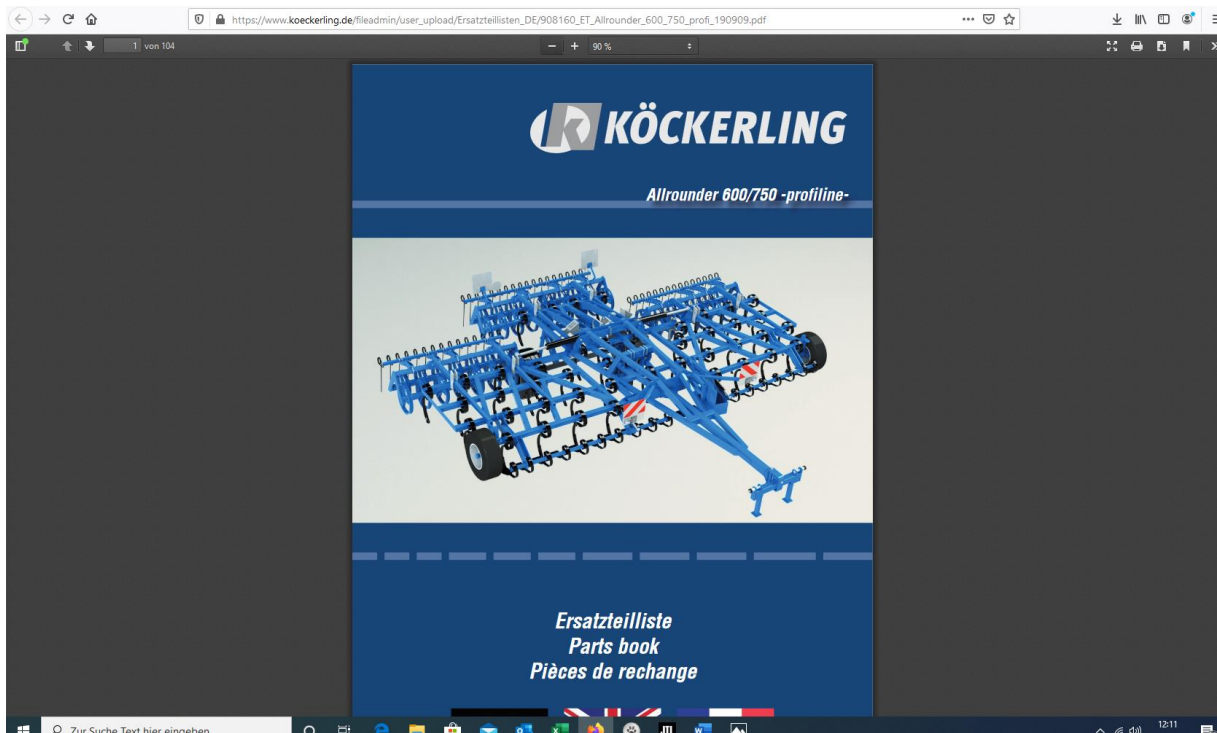 https://www.koeckerling.de/fileadmin/user_upload/Ersatzteillisten_DE/908160_ET_Allrounder_600_750_profi_190909.pdf
1 von 104
90 %
k KÖCKERLING
Allrounder 600/750 -profiline-
Ersatzteilliste
Parts book
Pièces de rechange
Zur Suche Text hier eingeben
12:11